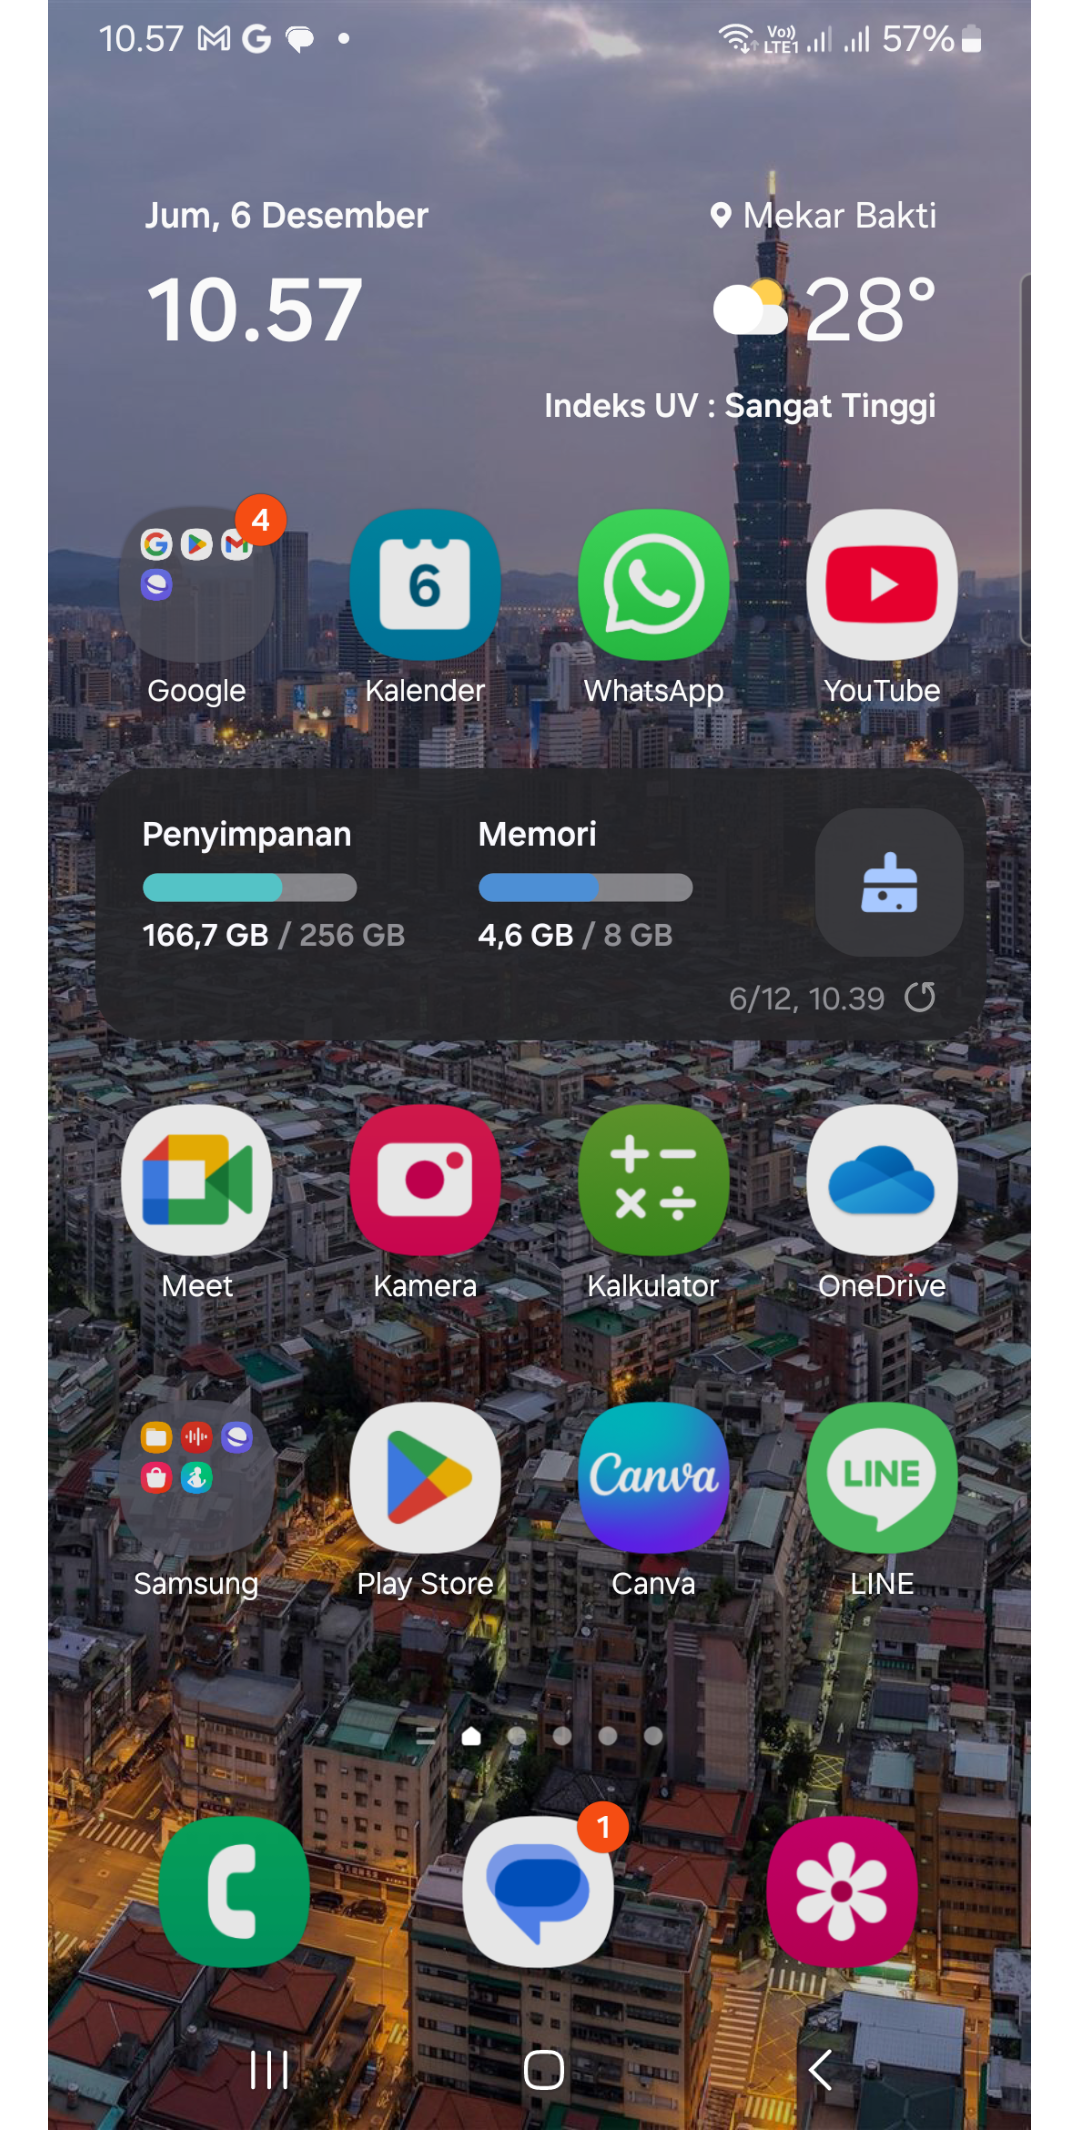 10.57
Vo))
LTE1
57%
Jum, 6 Desember
Mekar Bakti
10.57
28°
Indeks UV : Sangat Tinggi
4
6
Google
Kalender
WhatsApp
YouTube
Penyimpanan
Memori
166,7 GB / 256 GB
4,6 GB / 8 GB
6/12, 10.39
Meet
Kamera
Kalkulator
OneDrive
Canva
LINE
Samsung
Play Store
Canva
LINE
1